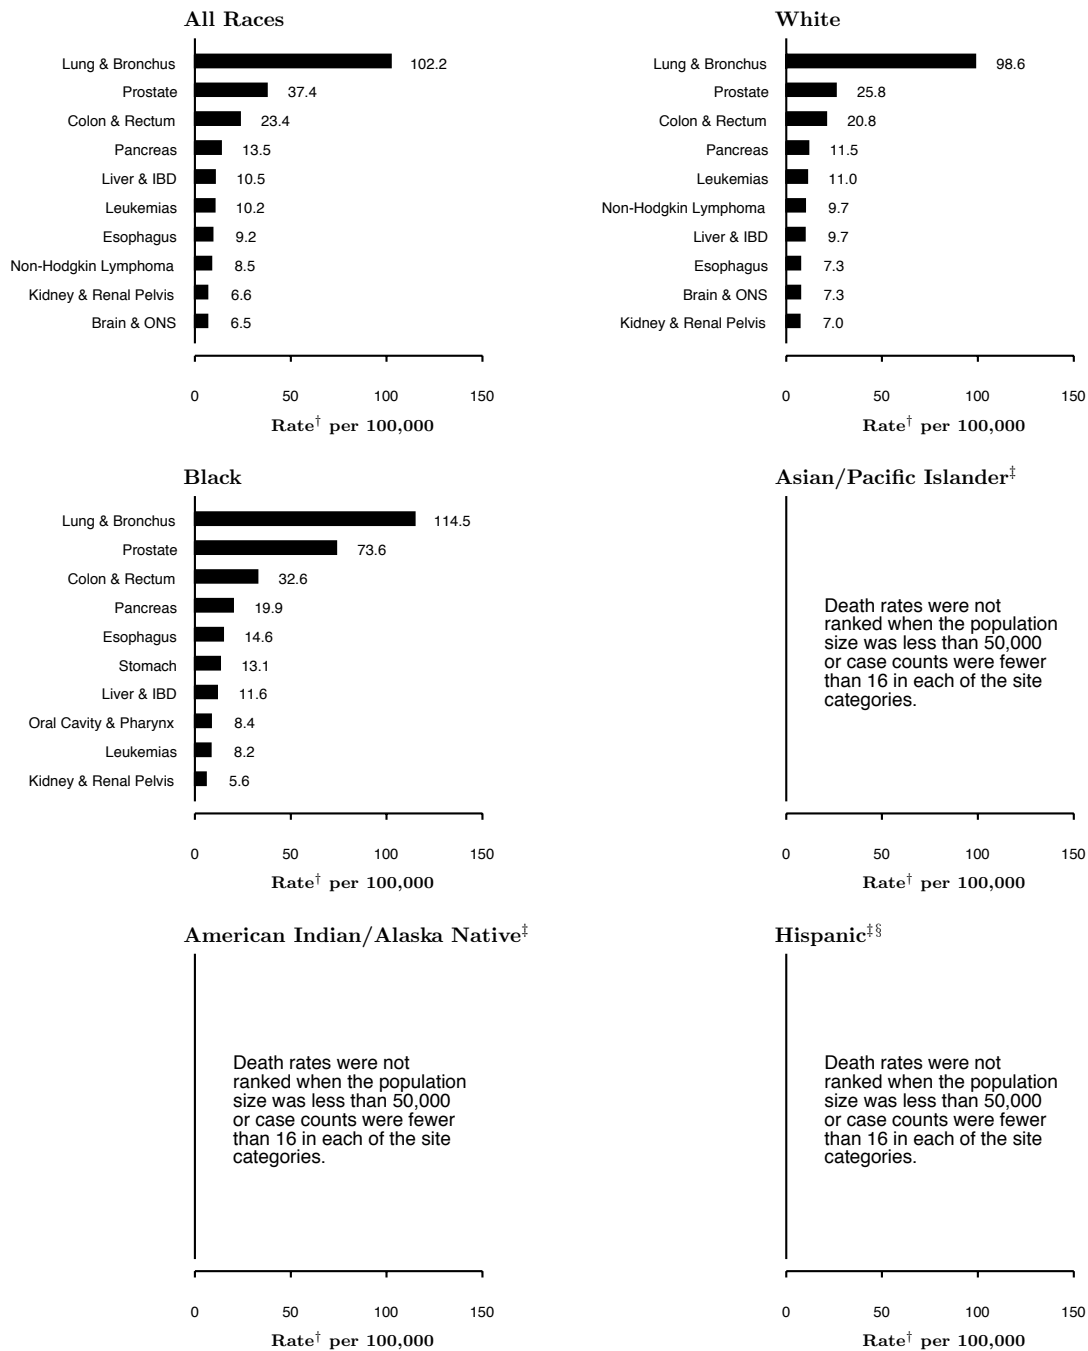 All Races
Lung & Bronchus 102.2
Prostate 37.4
Colon & Rectum 23.4
Pancreas 13.5
Liver & IBD 10.5
Leukemias 10.2
Esophagus 9.2
Non-Hodgkin Lymphoma 8.5
Kidney & Renal Pelvis 6.6
Brain & ONS 6.5
0 50 100 150
Rate† per 100,000
White
Lung & Bronchus 98.6
Prostate 25.8
Colon & Rectum 20.8
Pancreas 11.5
Leukemias 11.0
Non-Hodgkin Lymphoma 9.7
Liver & IBD 9.7
Esophagus 7.3
Brain & ONS 7.3
Kidney & Renal Pelvis 7.0
0 50 100 150
Rate† per 100,000
Black
Lung & Bronchus 114.5
Prostate 73.6
Colon & Rectum 32.6
Pancreas 19.9
Esophagus 14.6
Stomach 13.1
Liver & IBD 11.6
Oral Cavity & Pharynx 8.4
Leukemias 8.2
Kidney & Renal Pelvis 5.6
0 50 100 150
Rate† per 100,000
Asian/Pacific Islander‡
Death rates were not
ranked when the population
size was less than 50,000
or case counts were fewer
than 16 in each of the site
categories.
0 50 100 150
Rate† per 100,000
American Indian/Alaska Native‡
Death rates were not
ranked when the population
size was less than 50,000
or case counts were fewer
than 16 in each of the site
categories.
0 50 100 150
Rate† per 100,000
Hispanic‡§
Death rates were not
ranked when the population
size was less than 50,000
or case counts were fewer
than 16 in each of the site
categories.
0 50 100 150
Rate† per 100,000